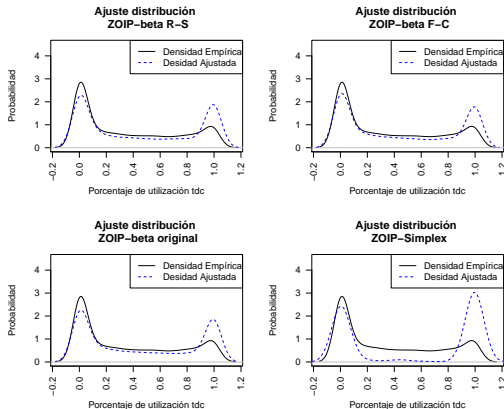 Ajuste distribución
ZOIP−beta R−S
Probabilidad
4
3
2
1
0
Densidad Empírica
Desidad Ajustada
−0.2
0.0
0.2
0.4
0.6
0.8
1.0
1.2
Porcentaje de utilización tdc
Ajuste distribución
ZOIP−beta F−C
Probabilidad
4
3
2
1
0
Densidad Empírica
Desidad Ajustada
−0.2
0.0
0.2
0.4
0.6
0.8
1.0
1.2
Porcentaje de utilización tdc
Ajuste distribución
ZOIP−beta original
Probabilidad
4
3
2
1
0
Densidad Empírica
Desidad Ajustada
−0.2
0.0
0.2
0.4
0.6
0.8
1.0
1.2
Porcentaje de utilización tdc
Ajuste distribución
ZOIP−Simplex
Probabilidad
4
3
2
1
0
Densidad Empírica
Desidad Ajustada
−0.2
0.0
0.2
0.4
0.6
0.8
1.0
1.2
Porcentaje de utilización tdc